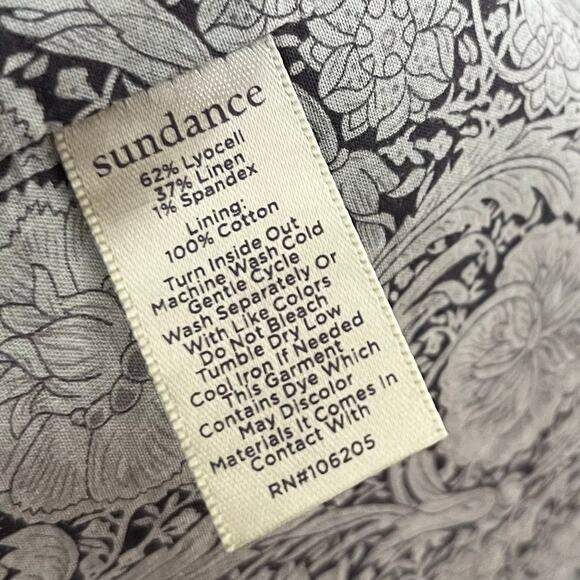 sundance
62% Lyocell
37% Linen
1% Spandex
Lining:
100% Cotton
Turn Inside Out
Machine Wash Cold
Gentle Cycle
Wash Separately Or
With Like Colors
Do Not Bleach
Tumble Dry Low
Cool Iron If Needed
This Garment
Contains Dye Which
May Discolor
Materials It Comes In
Contact With
RN#106205